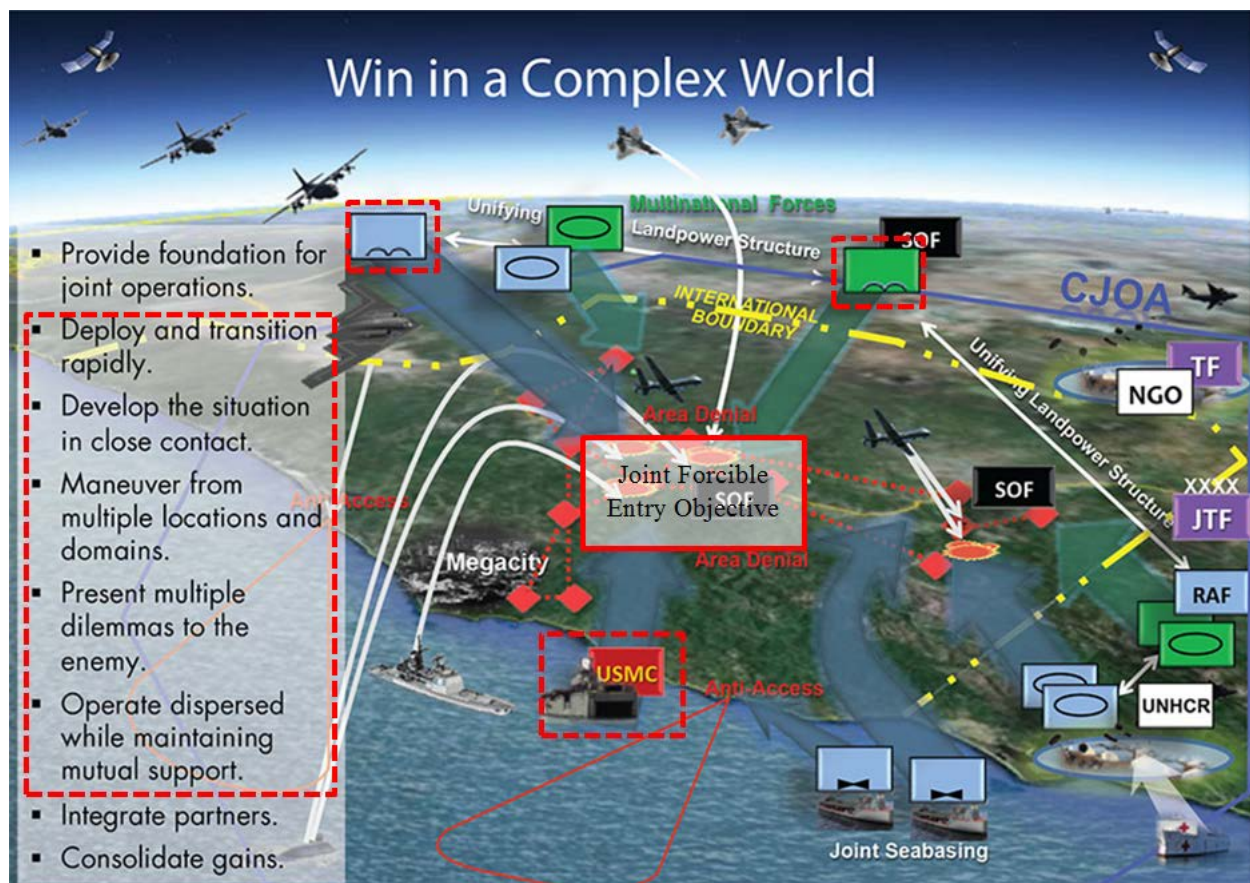 Win in a Complex World
Unifying
Multinational Forces
Landpower Structure
SOF
CJOA
INTERNATIONAL
BOUNDARY
▪ Provide foundation for
joint operations.
▪ Deploy and transition
rapidly.
▪ Develop the situation
in close contact.
▪ Maneuver from
multiple locations and
domains.
▪ Present multiple
dilemmas to the
enemy.
▪ Operate dispersed
while maintaining
mutual support.
▪ Integrate partners.
▪ Consolidate gains.
Unifying Landpower Structure
TF
NGO
Area Denial
Joint Forcible
Entry Objective
SOF
SOF
XXXX
JTF
Anti-Access
Megacity
Area Denial
RAF
USMC
Anti-Access
UNHCR
Joint Seabasing